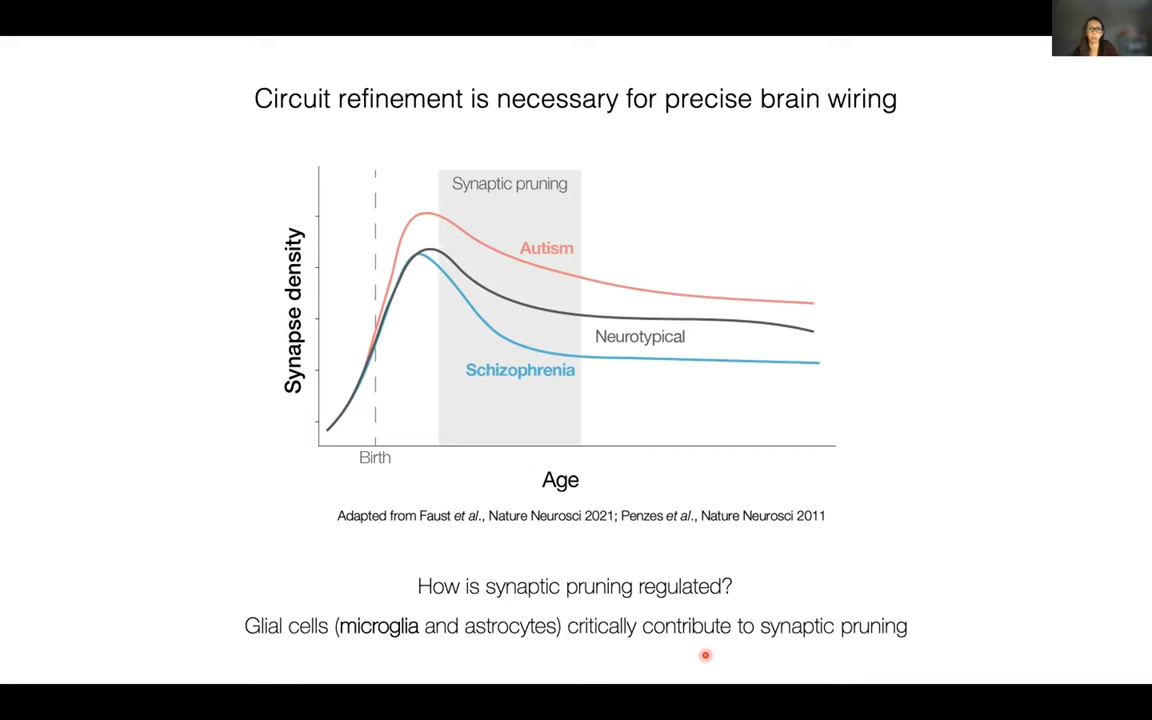 Circuit refinement is necessary for precise brain wiring
Synaptic pruning
Autism
Neurotypical
Schizophrenia
Synapse density
Birth
Age
Adapted from Faust et al., Nature Neurosci 2021; Penzes et al., Nature Neurosci 2011
How is synaptic pruning regulated?
Glial cells (microglia and astrocytes) critically contribute to synaptic pruning